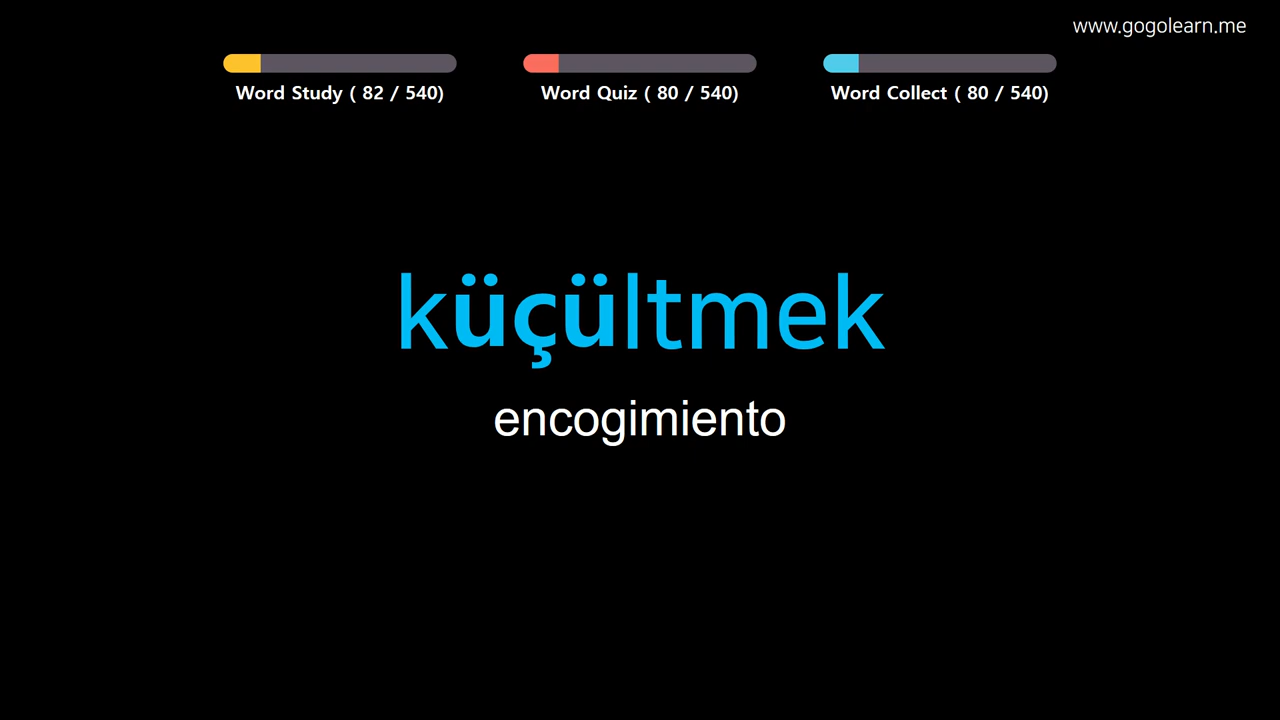 www.gogolearn.me
Word Study ( 82 / 540)
Word Quiz ( 80 / 540)
Word Collect ( 80 / 540)
küçültmek
encogimiento